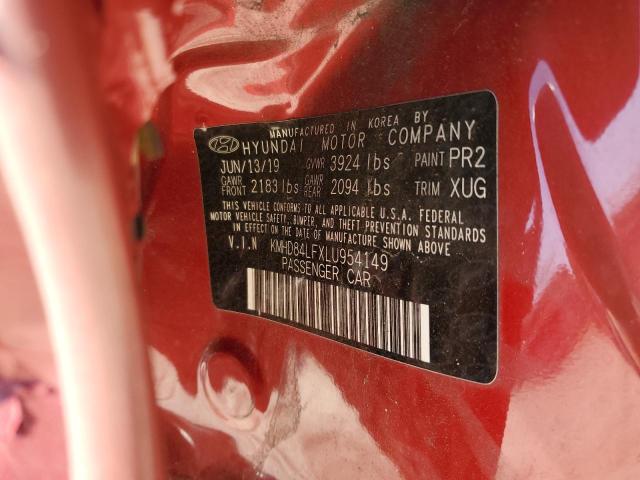 MANUFACTURED IN KOREA BY
HYUNDAI MOTOR COMPANY
JUN/13/19 GVWR 3924 lbs PAINT PR2
GAWR FRONT 2183 lbs GAWR REAR 2094 lbs TRIM XUG
THIS VEHICLE CONFORMS TO ALL APPLICABLE U.S.A. FEDERAL
MOTOR VEHICLE SAFETY, BUMPER, AND THEFT PREVENTION STANDARDS
IN EFFECT ON THE DATE OF MANUFACTURE SHOWN ABOVE
V.I.N KMHD84LFXLU954149
PASSENGER CAR